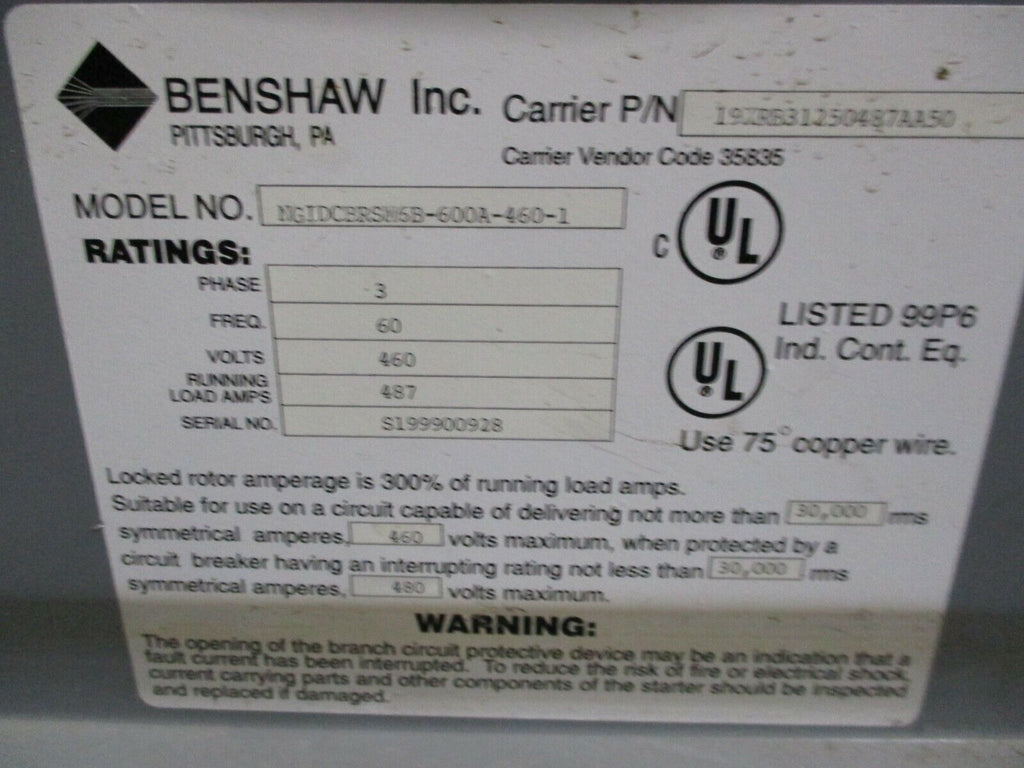 BENSHAW Inc.
PITTSBURGH, PA
Carrier P/N 19XRB31250487AA50
Carrier Vendor Code 35835
MODEL NO.
RATINGS:
PHASE 3
FREQ. 60
VOLTS 460
RUNNING
LOAD AMPS 487
SERIAL NO. S199900928
C UL ®
LISTED 99P6
UL ® Ind. Cont. Eq.
Use 75° copper wire.
Locked rotor amperage is 300% of running load amps.
Suitable for use on a circuit capable of delivering not more than 30,000 rms
symmetrical amperes, 460 volts maximum, when protected by a
circuit breaker having an interrupting rating not less than 30,000 rms
symmetrical amperes, 480 volts maximum.
WARNING:
The opening of the branch circuit protective device may be an indication that a
fault current has been interrupted. To reduce the risk of fire or electrical shock,
current carrying parts and other components of the starter should be inspected
and replaced if damaged.